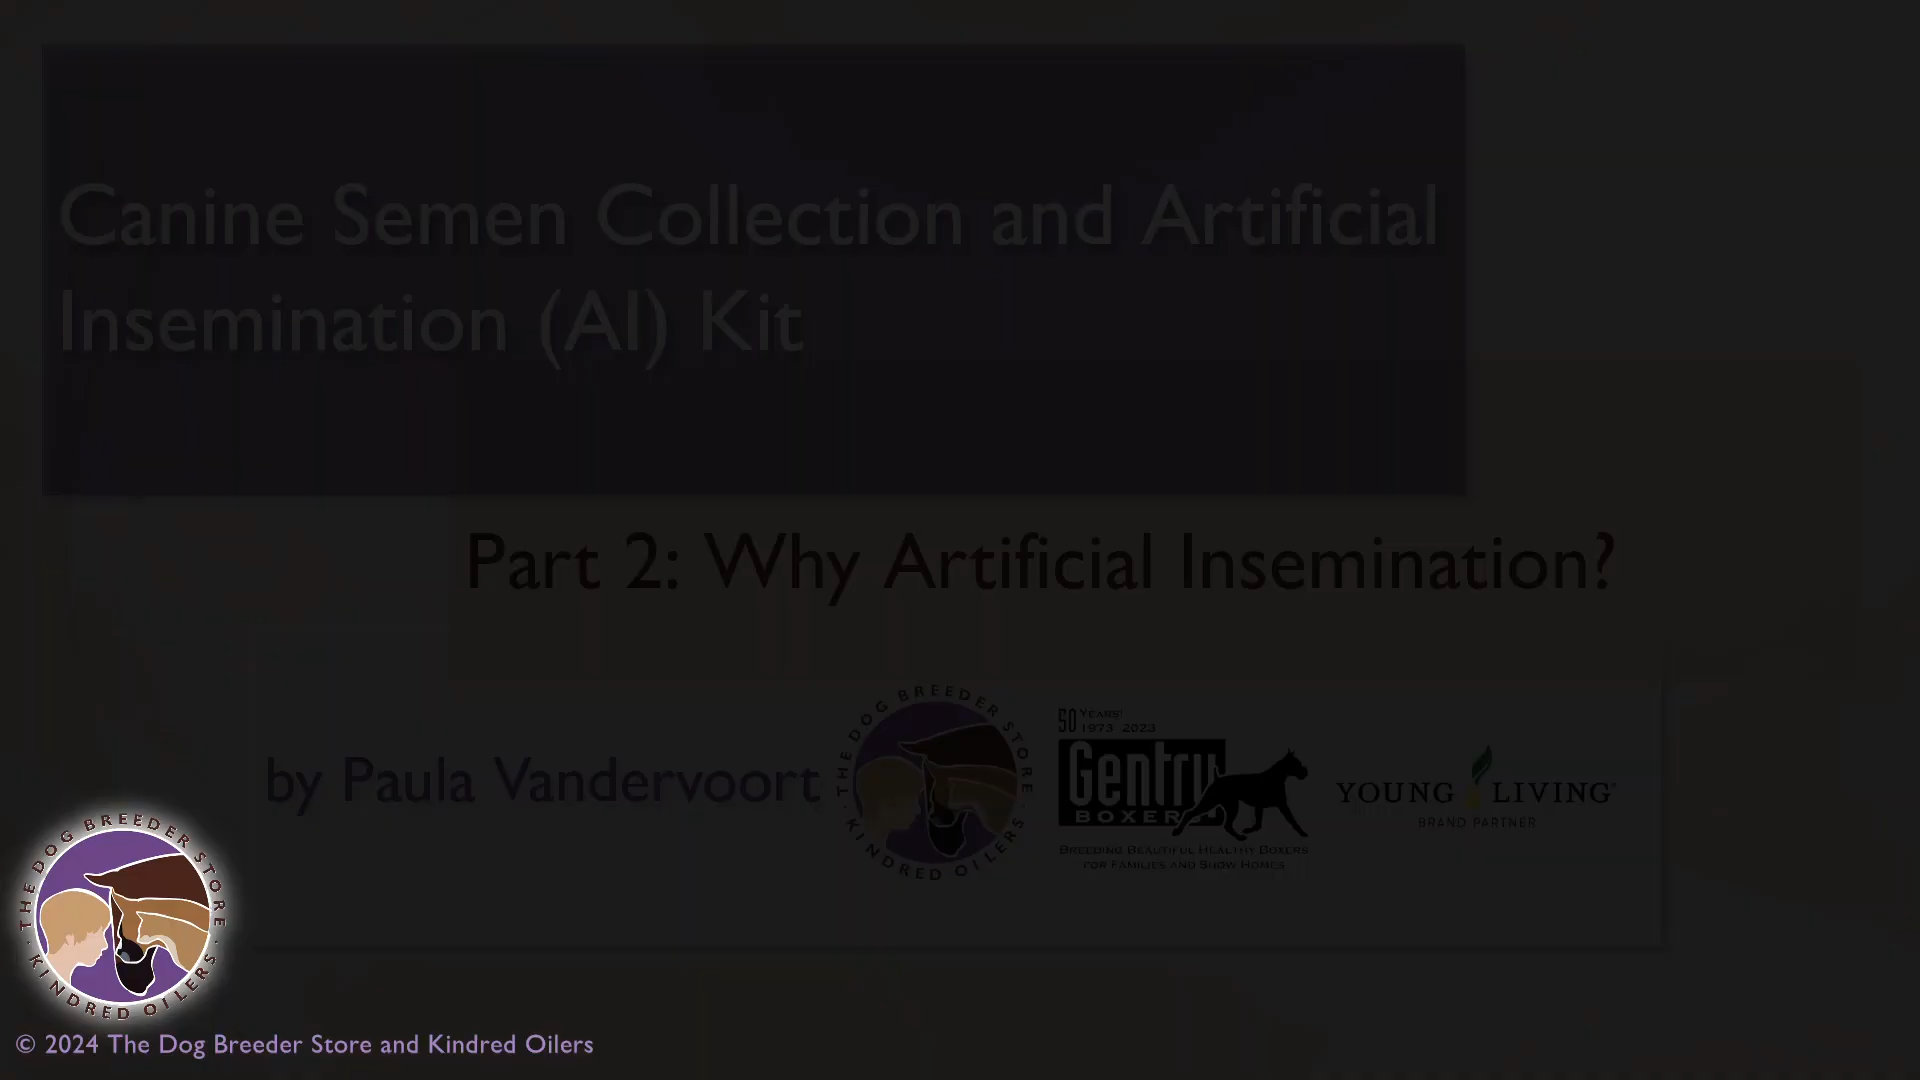 Canine Semen Collection and Artificial
Insemination (AI) Kit
Part 2: Why Artificial Insemination?
by Paula Vandervoort
THE DOG BREEDER STORE
· KINDRED OILERS ·
50 YEARS!
1973-2023
Gentry
BOXERS
BREEDING BEAUTIFUL HEALTHY BOXERS
FOR FAMILIES AND SHOW HOMES
YOUNG LIVING
BRAND PARTNER
THE DOG BREEDER STORE
· KINDRED OILERS ·
© 2024 The Dog Breeder Store and Kindred Oilers